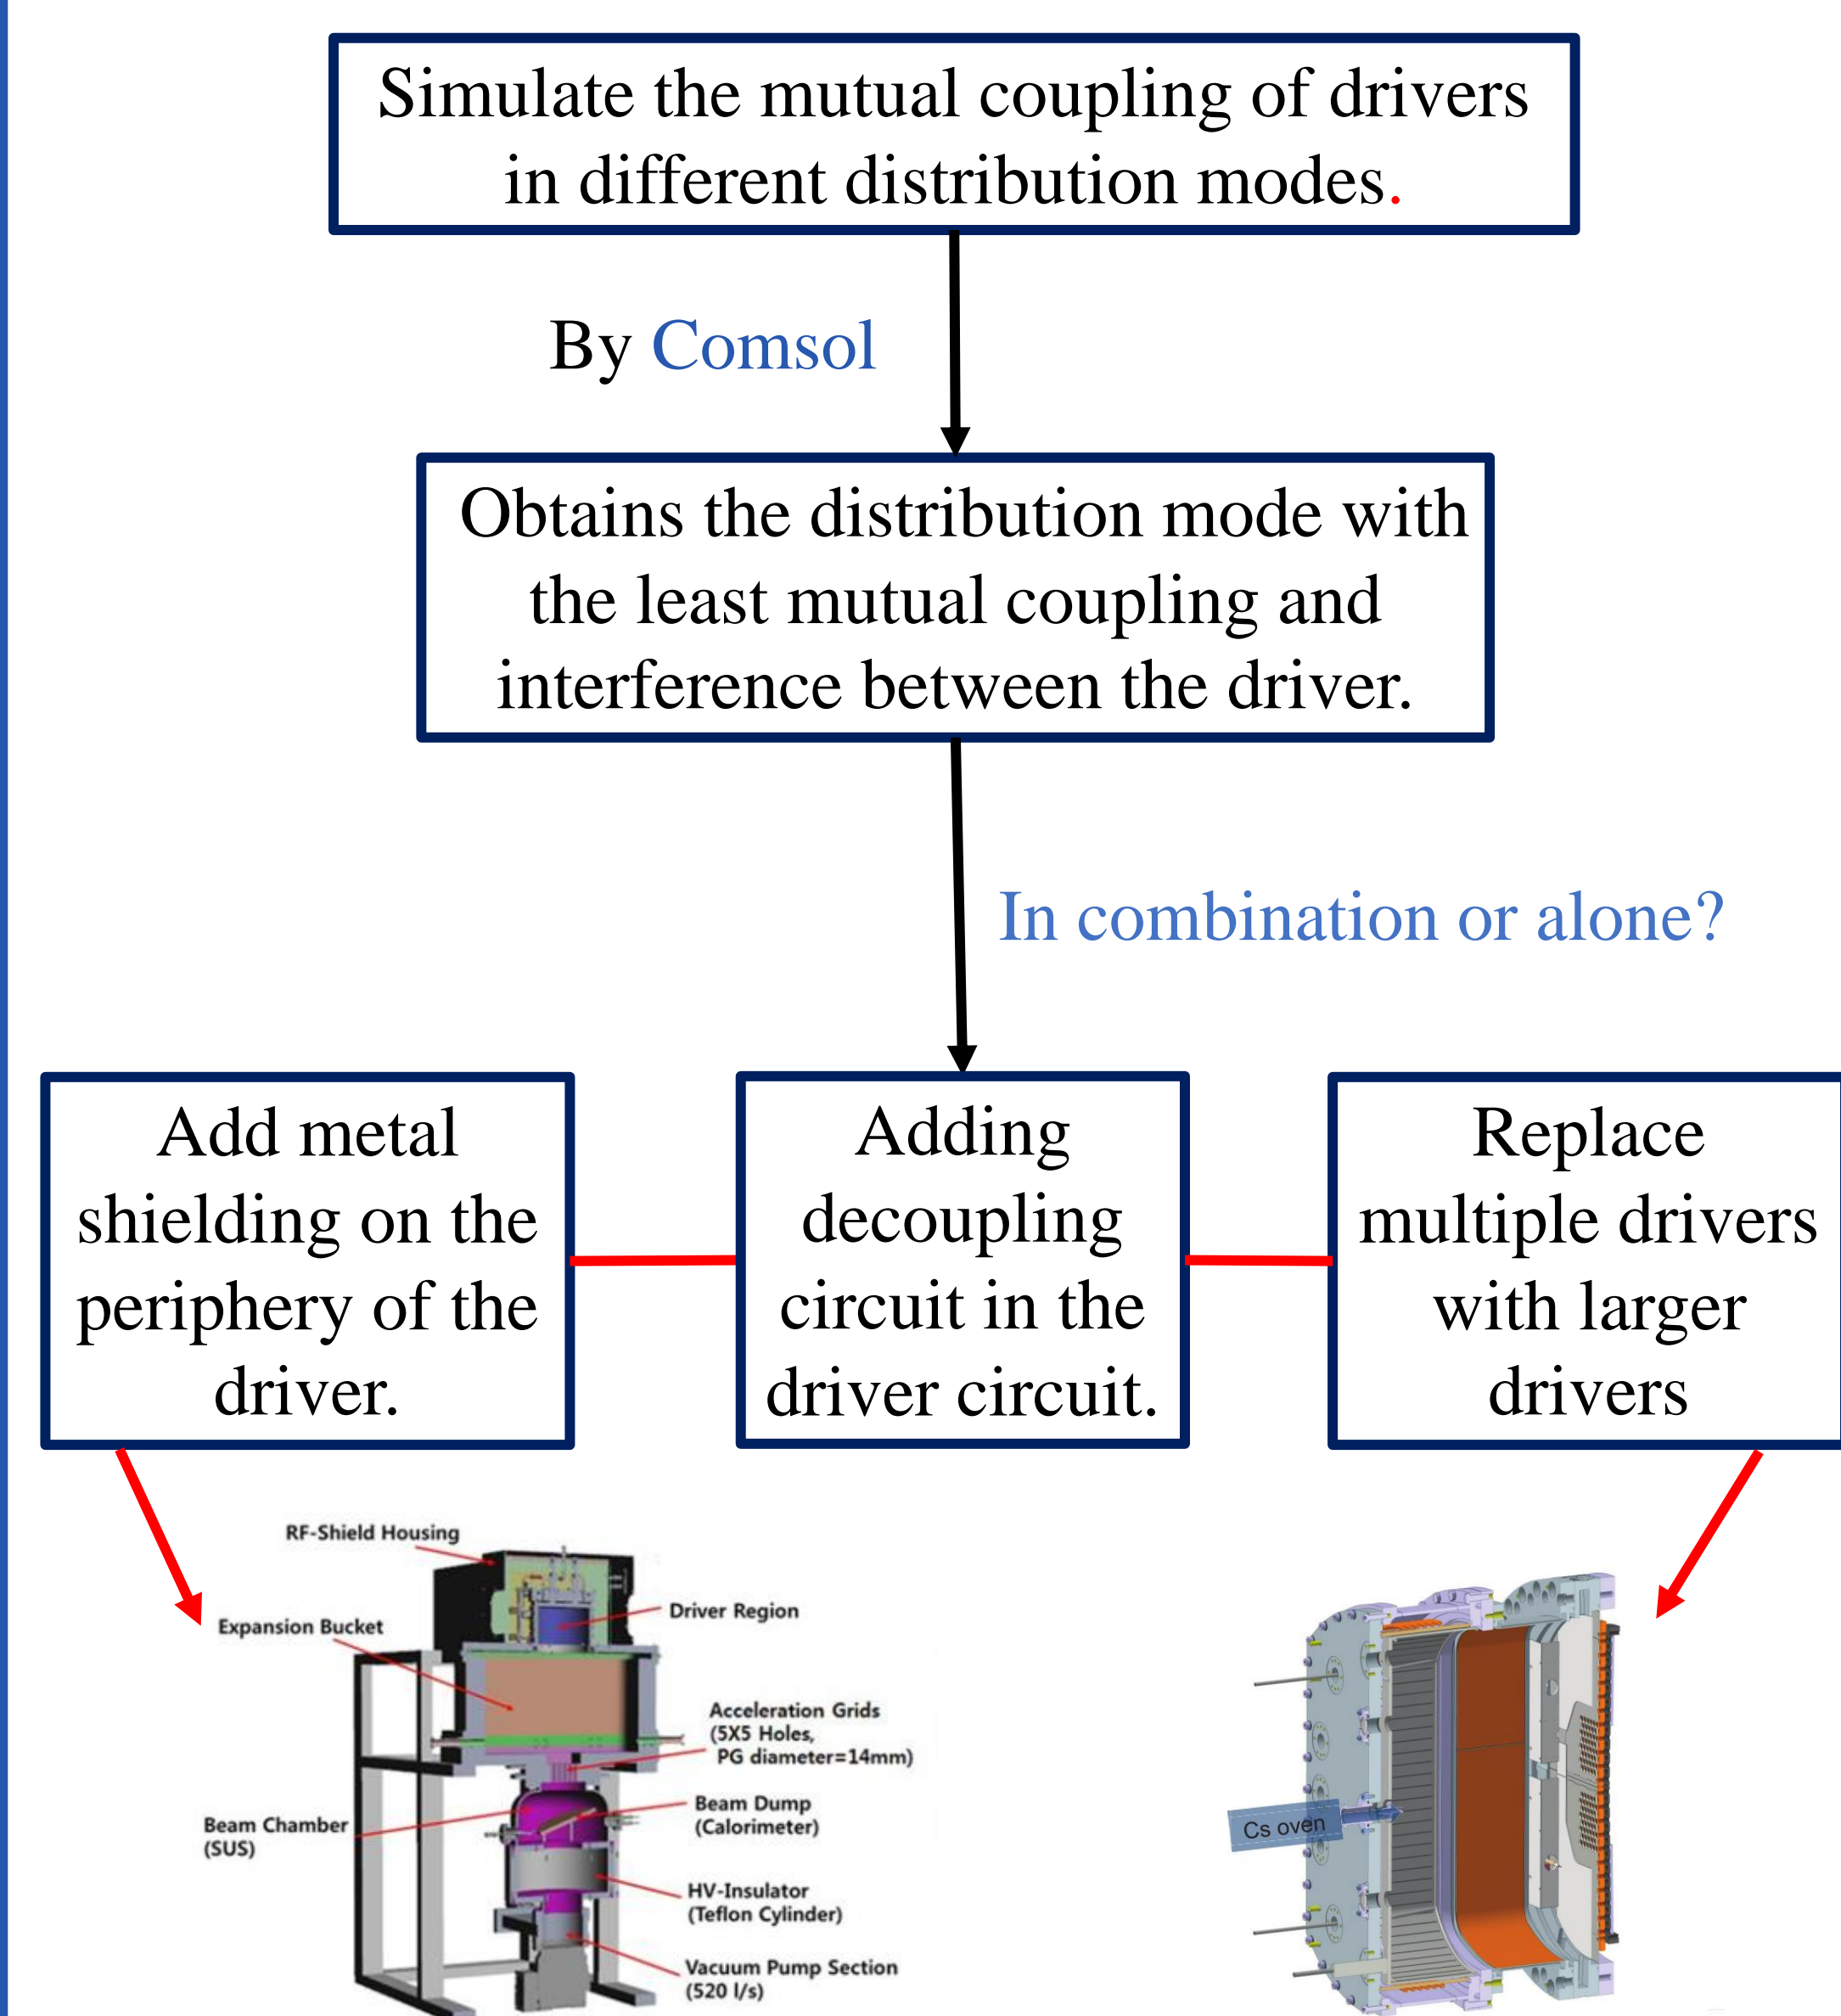 Simulate the mutual coupling of drivers
in different distribution modes.
By Comsol
Obtains the distribution mode with
the least mutual coupling and
interference between the driver.
In combination or alone?
Add metal
shielding on the
periphery of the
driver.
Adding
decoupling
circuit in the
driver circuit.
Replace
multiple drivers
with larger
drivers
RF-Shield Housing
Driver Region
Expansion Bucket
Acceleration Grids
(5X5 Holes,
PG diameter=14mm)
Beam Dump
(Calorimeter)
Beam Chamber
(SUS)
HV-Insulator
(Teflon Cylinder)
Vacuum Pump Section
(520 l/s)
Cs oven